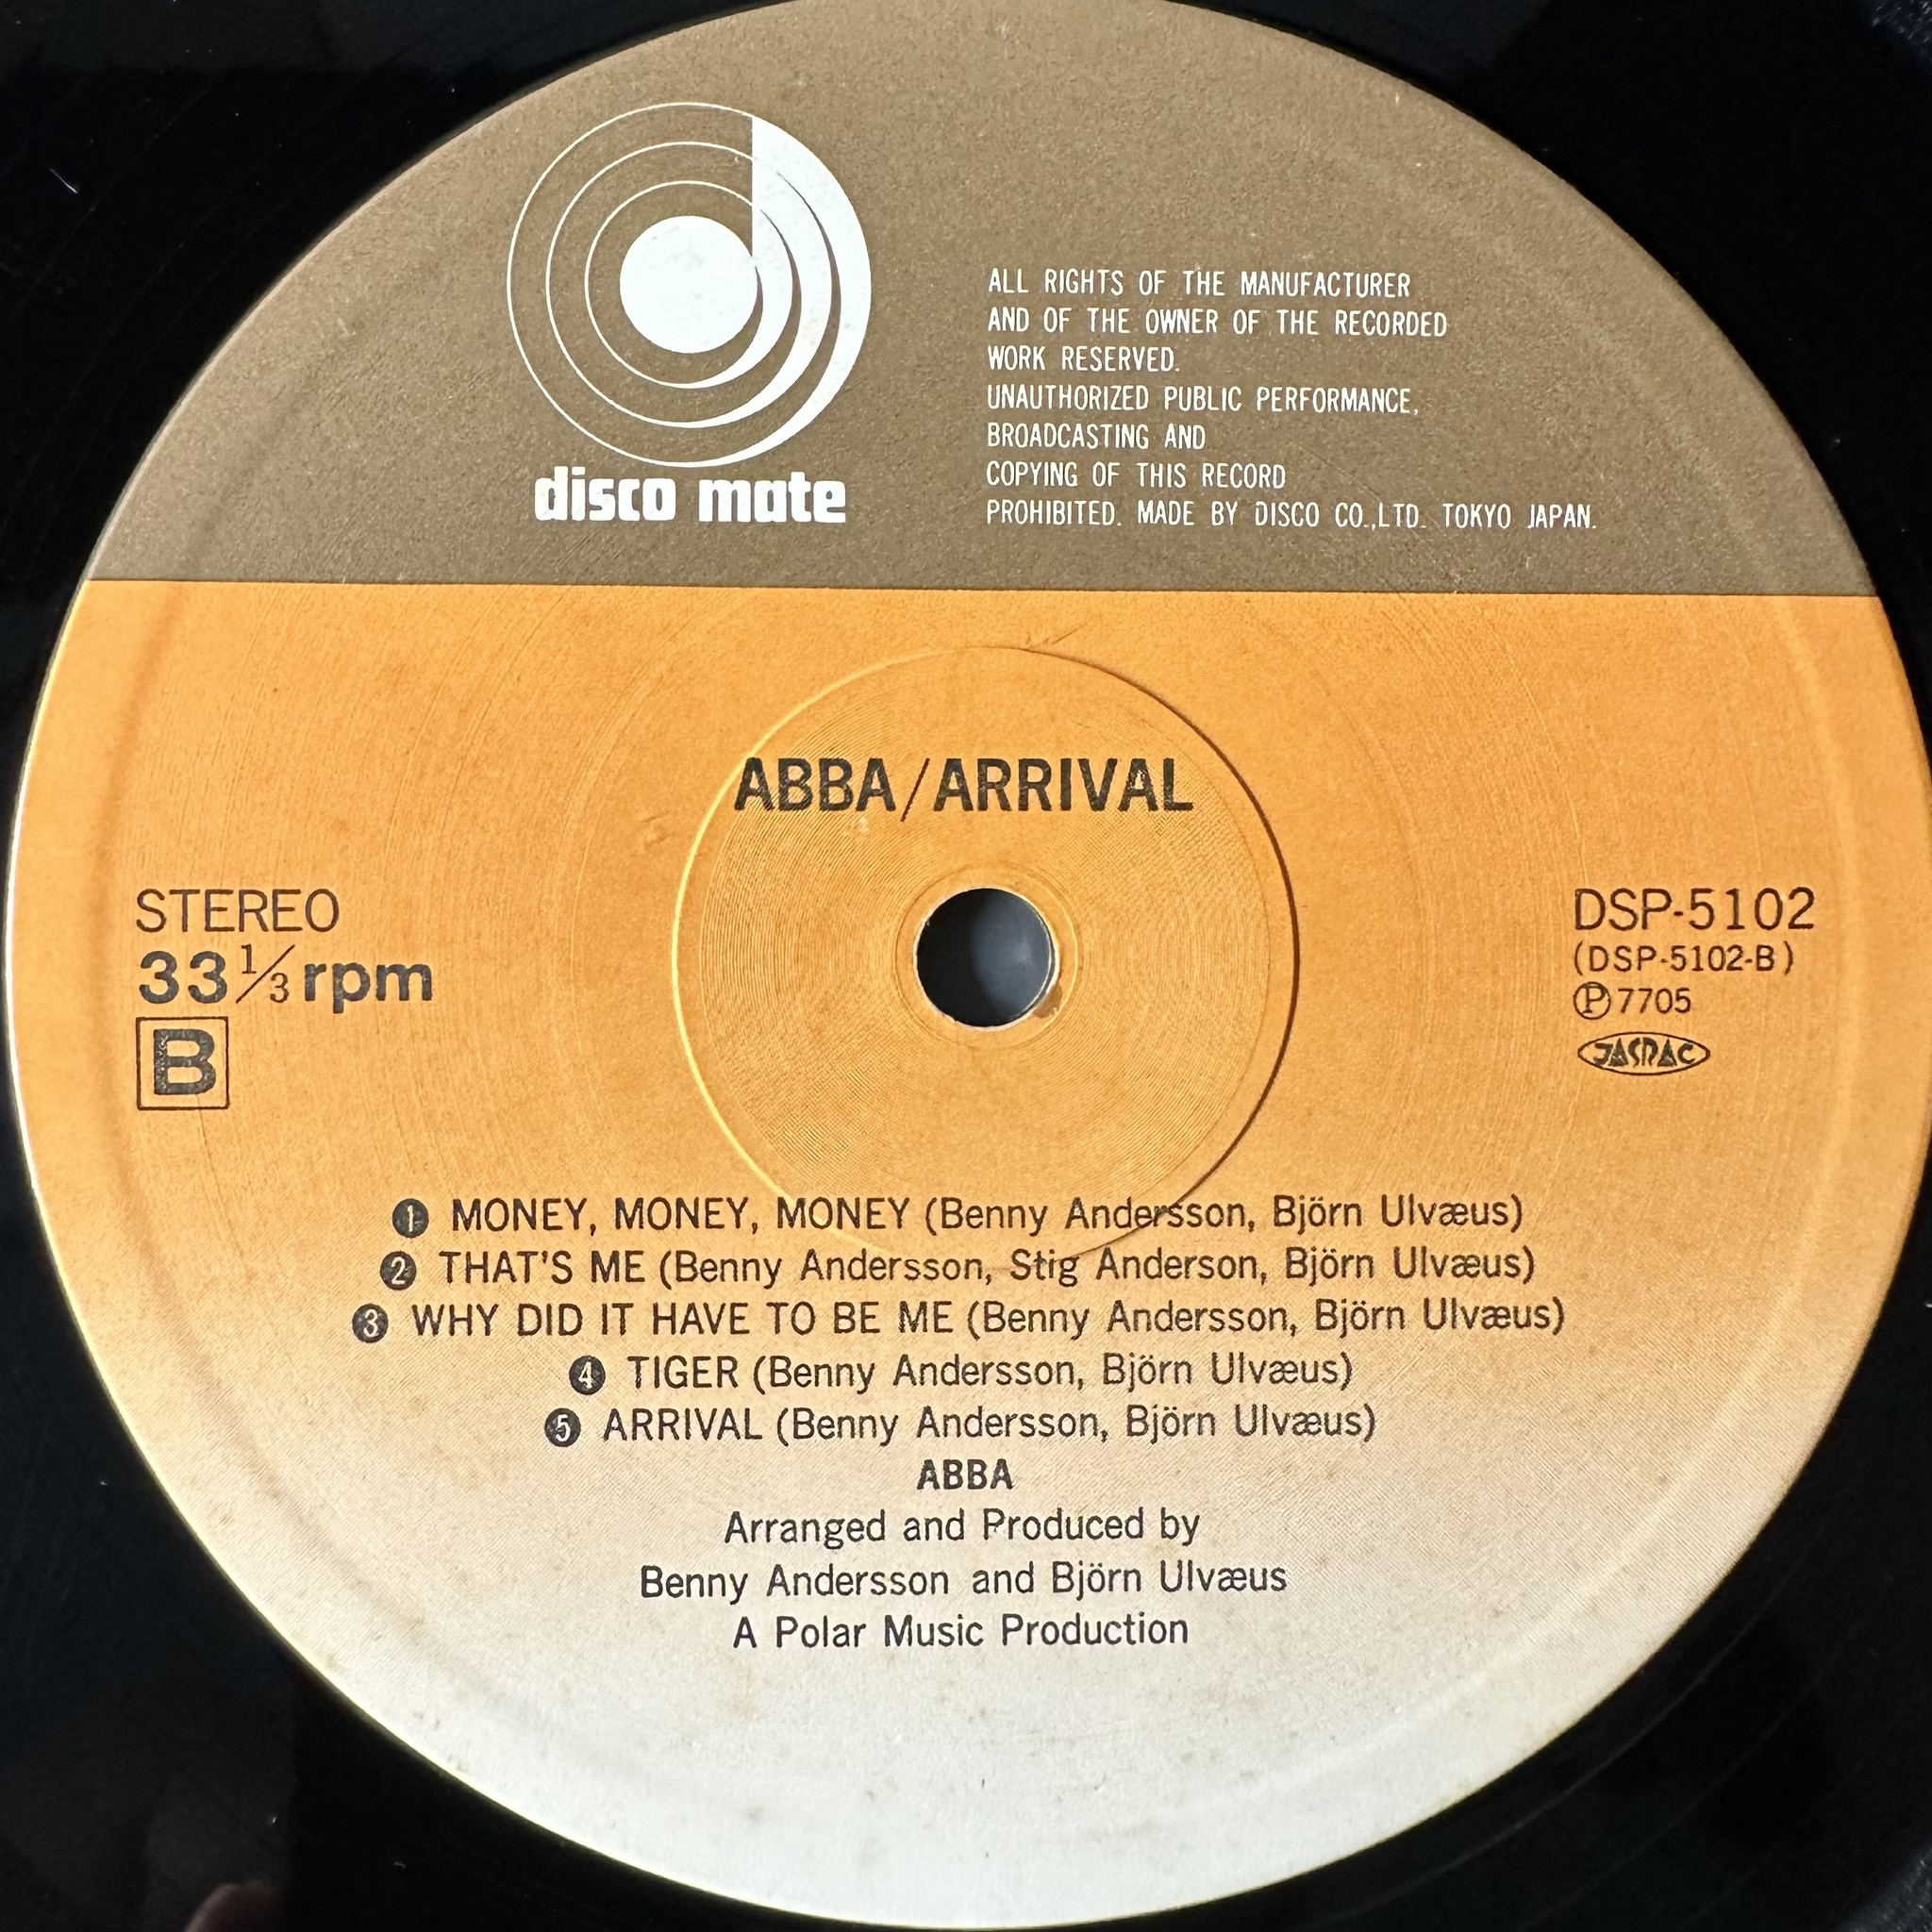 disco mate
ALL RIGHTS OF THE MANUFACTURER
AND OF THE OWNER OF THE RECORDED
WORK RESERVED.
UNAUTHORIZED PUBLIC PERFORMANCE,
BROADCASTING AND
COPYING OF THIS RECORD
PROHIBITED. MADE BY DISCO CO.,LTD. TOKYO JAPAN.
ABBA/ARRIVAL
STEREO
33 1/3 rpm
B
DSP-5102
(DSP-5102-B)
Ⓟ7705
JASRAC
❶ MONEY, MONEY, MONEY (Benny Andersson, Björn Ulvæus)
❷ THAT'S ME (Benny Andersson, Stig Anderson, Björn Ulvæus)
❸ WHY DID IT HAVE TO BE ME (Benny Andersson, Björn Ulvæus)
❹ TIGER (Benny Andersson, Björn Ulvæus)
❺ ARRIVAL (Benny Andersson, Björn Ulvæus)
ABBA
Arranged and Produced by
Benny Andersson and Björn Ulvæus
A Polar Music Production